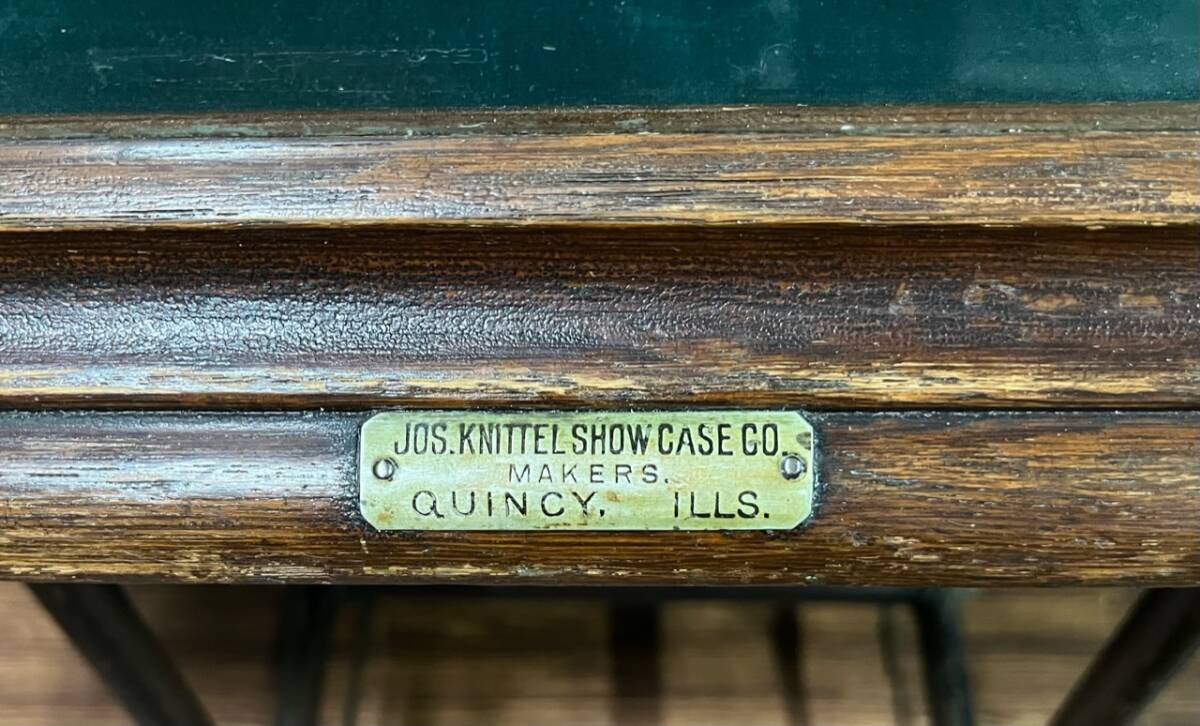 JOS. KNITTEL SHOW CASE CO.
MAKERS.
QUINCY, ILLS.